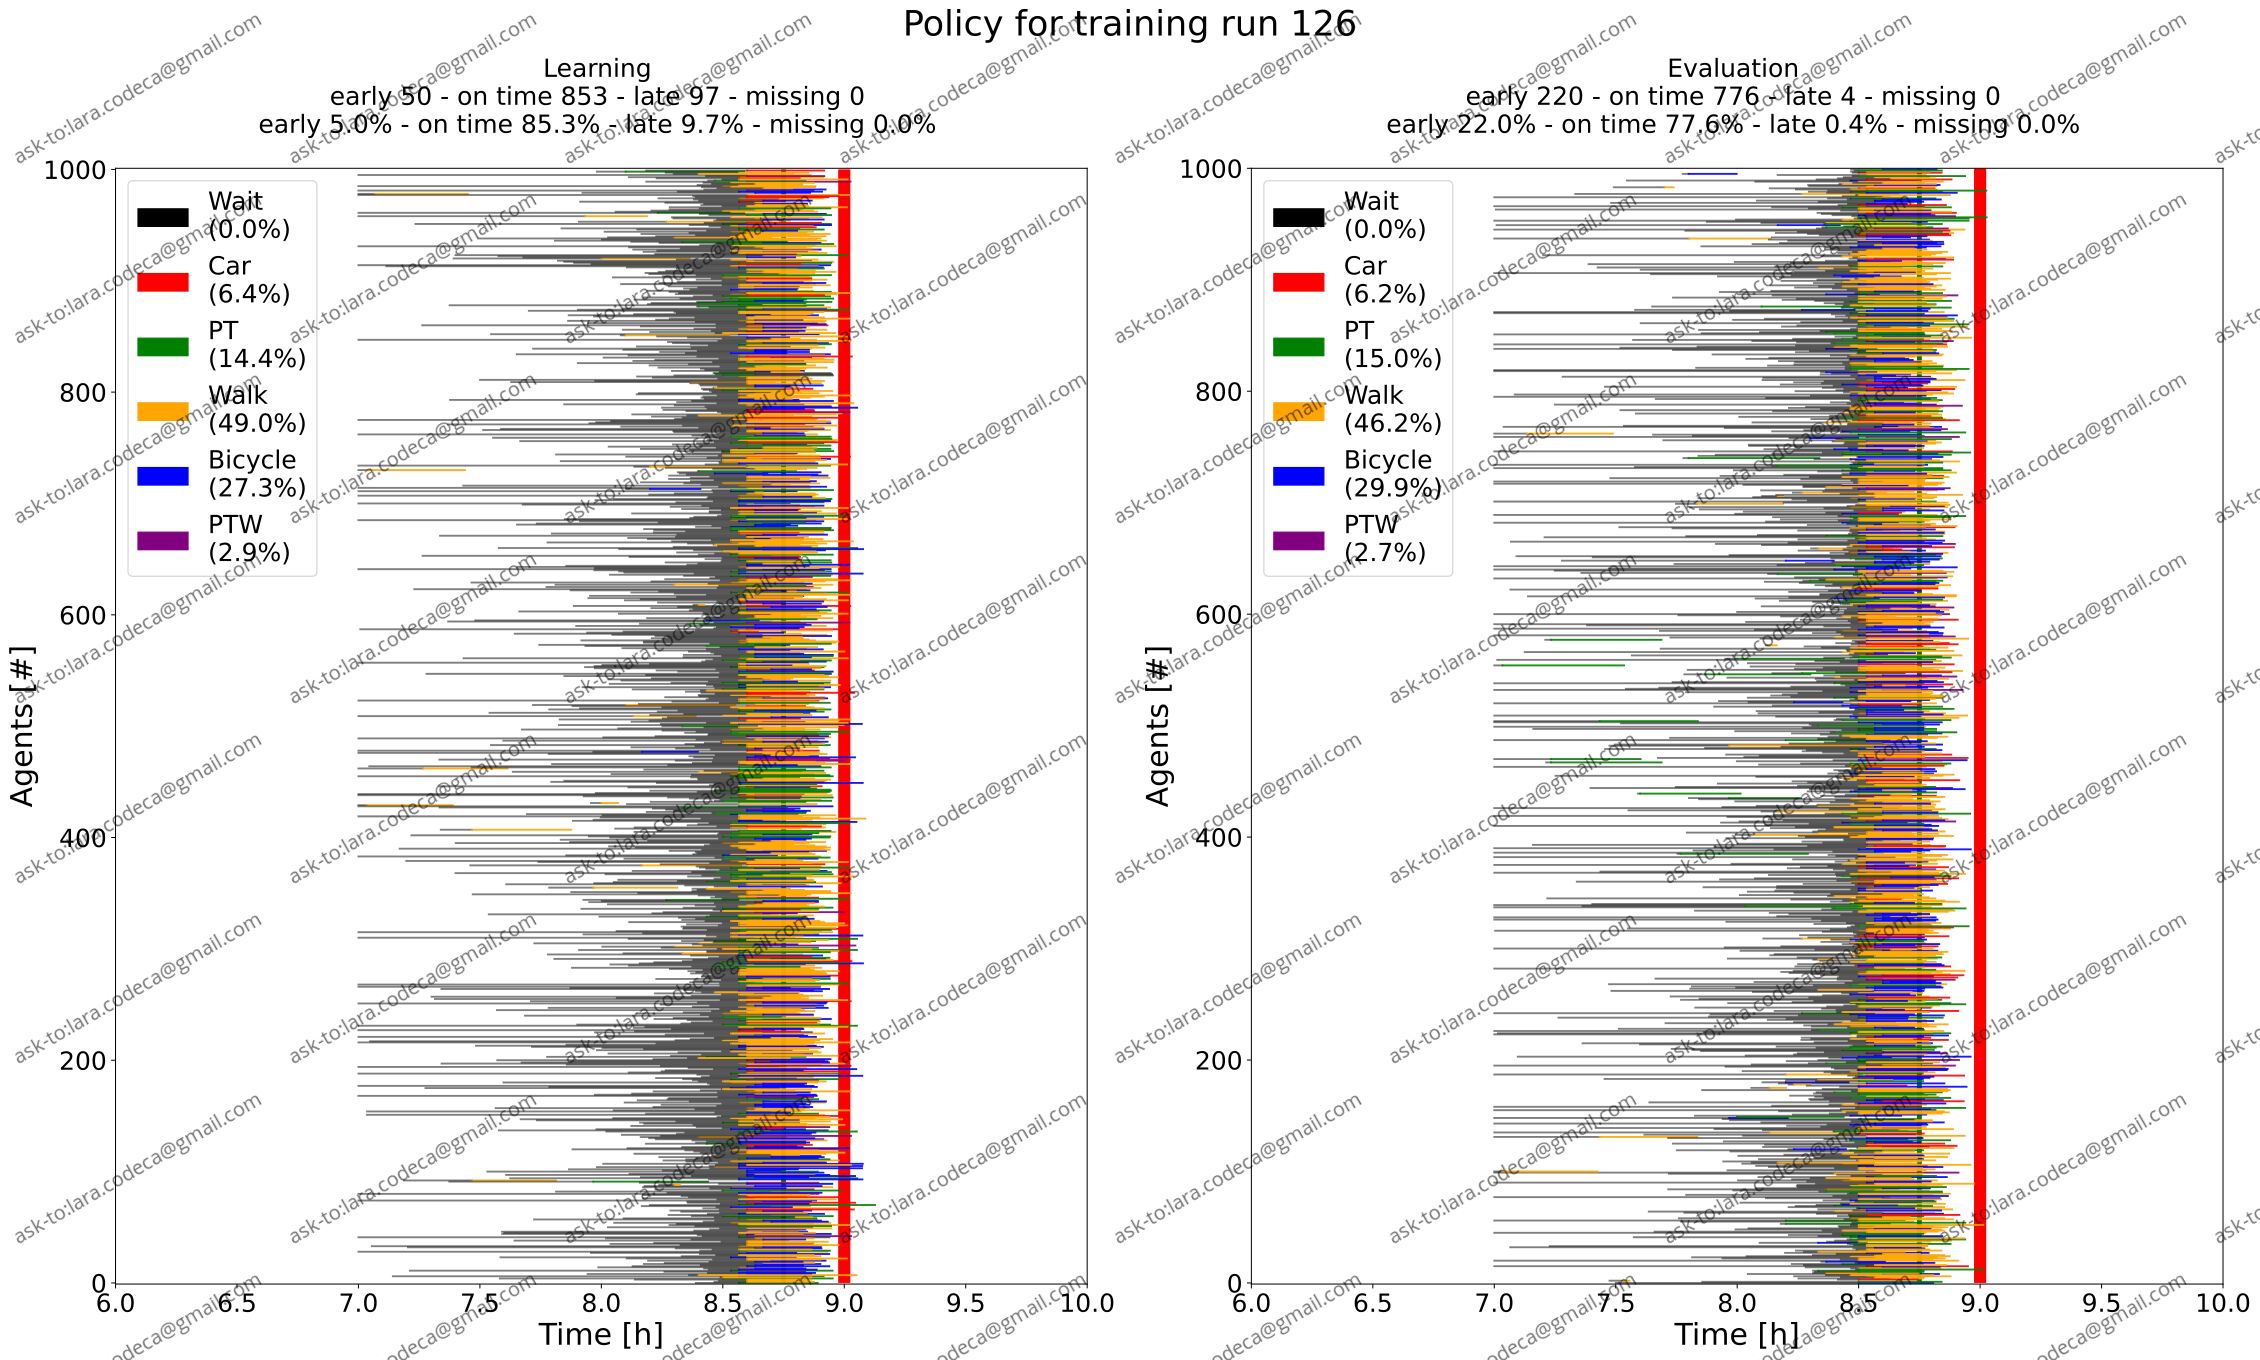 Policy for training run 126
Learning
early 50 - on time 853 - late 97 - missing 0
early 5.0% - on time 85.3% - late 9.7% - missing 0.0%
1000
800
600
400
200
0
Agents [#]
Wait
(0.0%)
Car
(6.4%)
PT
(14.4%)
Walk
(49.0%)
Bicycle
(27.3%)
PTW
(2.9%)
6.0 6.5 7.0 7.5 8.0 8.5 9.0 9.5 10.0
Time [h]
Evaluation
early 220 - on time 776 - late 4 - missing 0
early 22.0% - on time 77.6% - late 0.4% - missing 0.0%
1000
800
600
400
200
0
Agents [#]
Wait
(0.0%)
Car
(6.2%)
PT
(15.0%)
Walk
(46.2%)
Bicycle
(29.9%)
PTW
(2.7%)
6.0 6.5 7.0 7.5 8.0 8.5 9.0 9.5 10.0
Time [h]
ask-to:lara.codeca@gmail.com